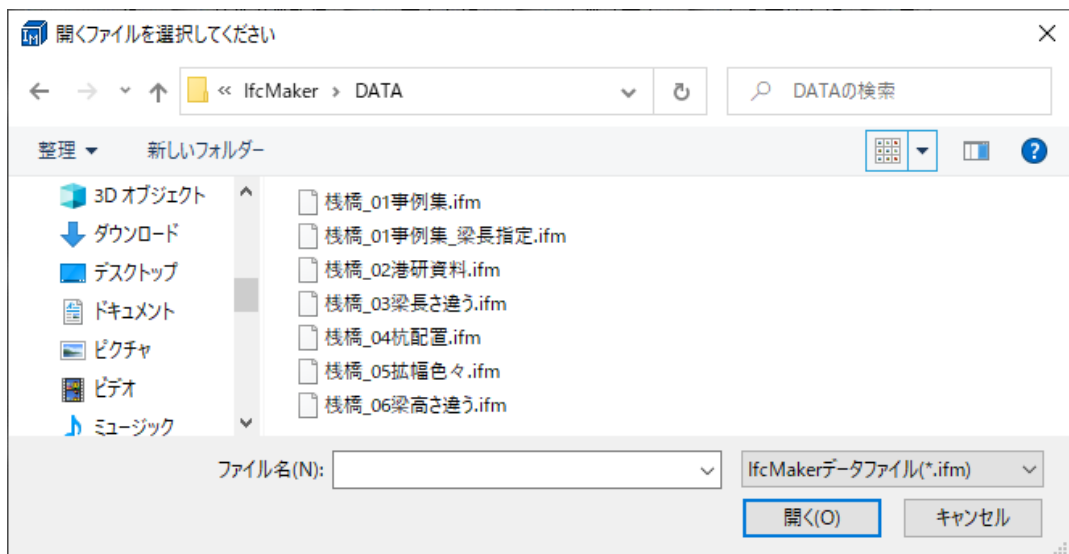 開くファイルを選択してください
« IfcMaker › DATA
DATAの検索
整理 新しいフォルダー
3D オブジェクト
ダウンロード
デスクトップ
ドキュメント
ピクチャ
ビデオ
ミュージック
桟橋_01事例集.ifm
桟橋_01事例集_梁長指定.ifm
桟橋_02港研資料.ifm
桟橋_03梁長さ違う.ifm
桟橋_04杭配置.ifm
桟橋_05拡幅色々.ifm
桟橋_06梁高さ違う.ifm
ファイル名(N):
IfcMakerデータファイル(*.ifm)
開く(O) キャンセル